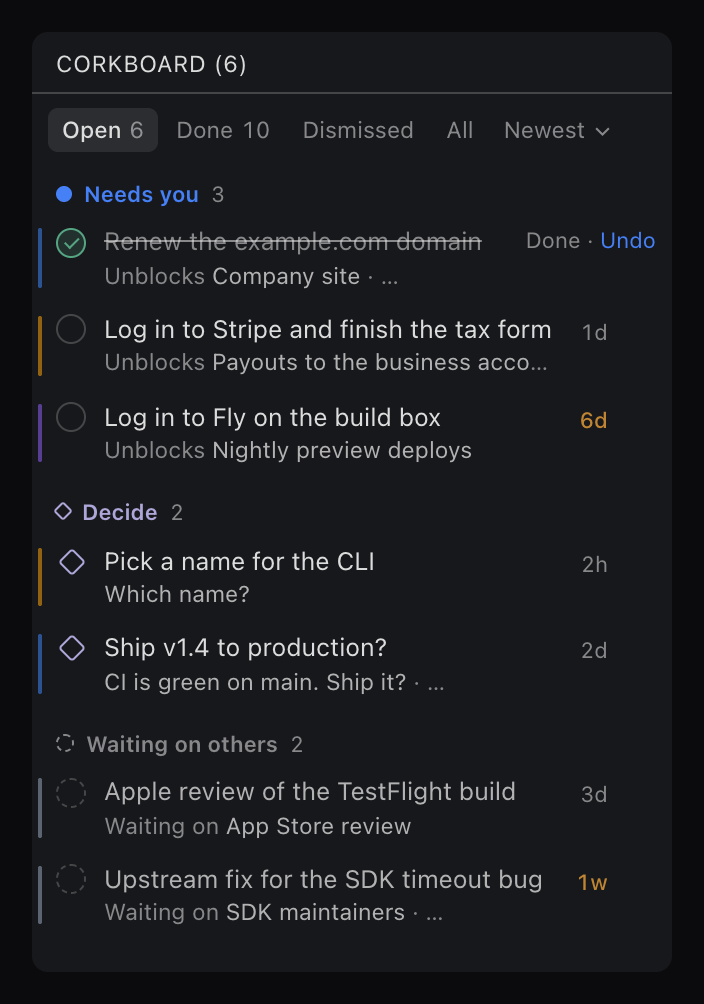 CORKBOARD (6)
Open 6 Done 10 Dismissed All Newest
Needs you 3
Renew the example.com domain Done · Undo
Unblocks Company site · ...
Log in to Stripe and finish the tax form 1d
Unblocks Payouts to the business acco...
Log in to Fly on the build box 6d
Unblocks Nightly preview deploys
Decide 2
Pick a name for the CLI 2h
Which name?
Ship v1.4 to production? 2d
CI is green on main. Ship it? · ...
Waiting on others 2
Apple review of the TestFlight build 3d
Waiting on App Store review
Upstream fix for the SDK timeout bug 1w
Waiting on SDK maintainers · ...